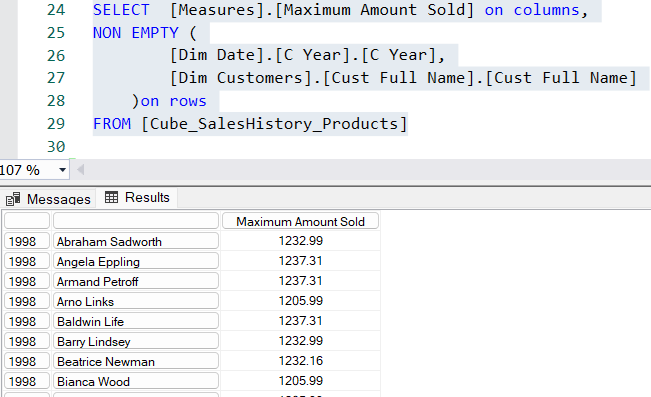 24 SELECT [Measures].[Maximum Amount Sold] on columns,
25 NON EMPTY (
26 [Dim Date].[C Year].[C Year],
27 [Dim Customers].[Cust Full Name].[Cust Full Name]
28 )on rows
29 FROM [Cube_SalesHistory_Products]
30
107 %
Messages Results
Maximum Amount Sold
1998 Abraham Sadworth 1232.99
1998 Angela Eppling 1237.31
1998 Armand Petroff 1237.31
1998 Arno Links 1205.99
1998 Baldwin Life 1237.31
1998 Barry Lindsey 1232.99
1998 Beatrice Newman 1232.16
1998 Bianca Wood 1205.99